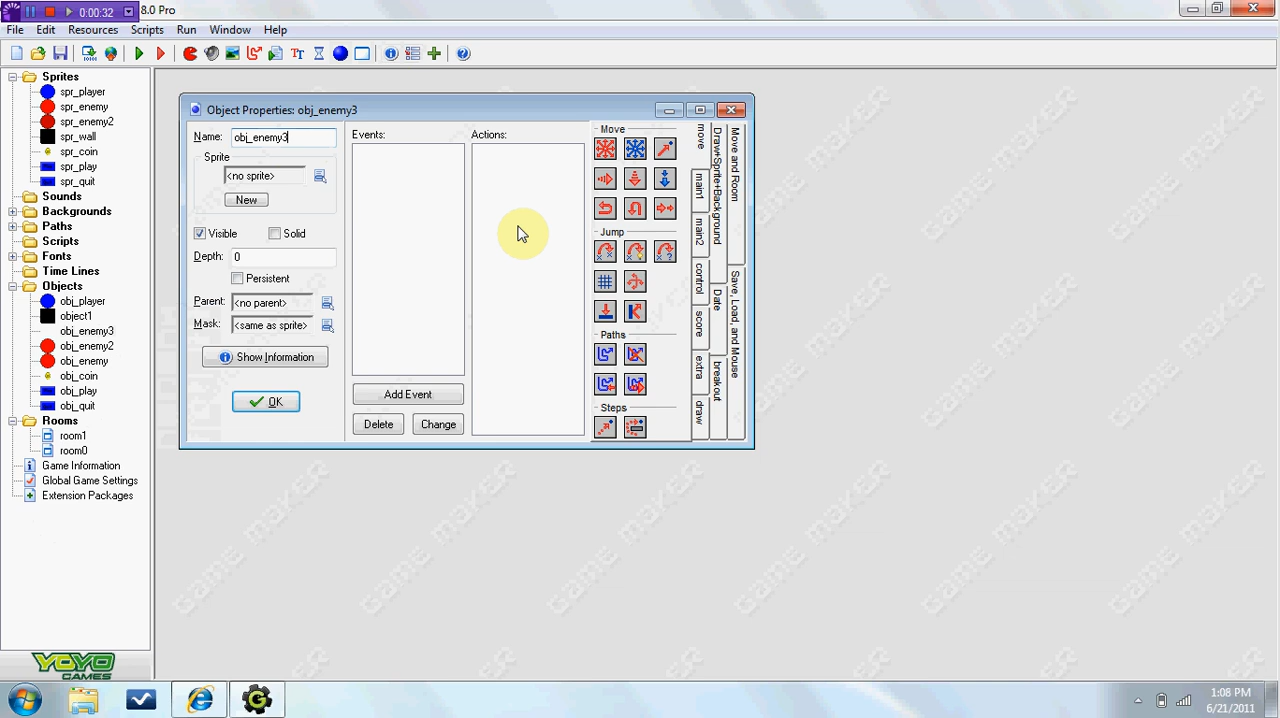 0:00:32
8.0 Pro
File Edit Resources Scripts Run Window Help
Sprites
spr_player
spr_enemy
spr_enemy2
spr_wall
spr_coin
spr_play
spr_quit
Sounds
Backgrounds
Paths
Scripts
Fonts
Time Lines
Objects
obj_player
object1
obj_enemy3
obj_enemy2
obj_enemy
obj_coin
obj_play
obj_quit
Rooms
room1
room0
Game Information
Global Game Settings
Extension Packages
YOYO
GAMES
Object Properties: obj_enemy3
Name: obj_enemy3
Sprite
<no sprite>
New
Visible Solid
Depth: 0
Persistent
Parent: <no parent>
Mask: <same as sprite>
Show Information
OK
Events:
Add Event
Delete Change
Actions:
Move
Jump
Paths
Steps
move
main1
main2
control
score
extra
draw
Draw+Sprite+Background
Date
breakout
Move and Room
Save, Load, and Mouse
GAME MAKER
1:08 PM
6/21/2011